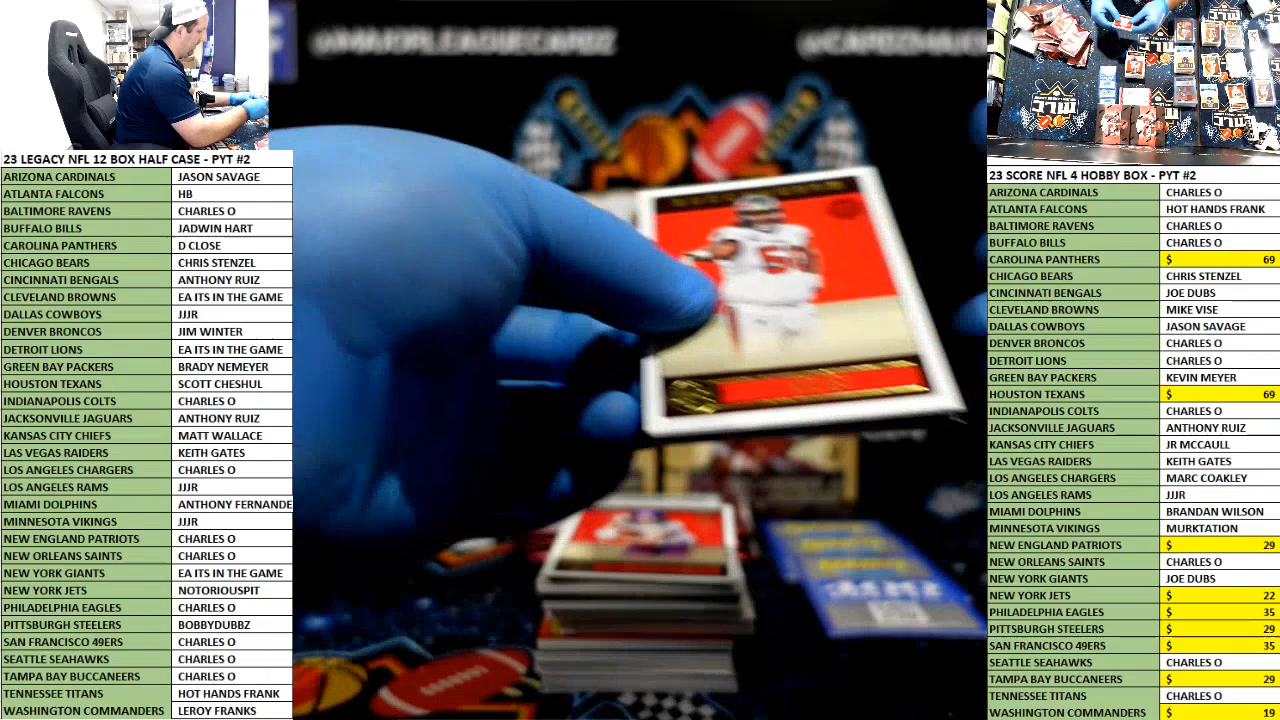 23 LEGACY NFL 12 BOX HALF CASE - PYT #2
ARIZONA CARDINALS JASON SAVAGE
ATLANTA FALCONS HB
BALTIMORE RAVENS CHARLES O
BUFFALO BILLS JADWIN HART
CAROLINA PANTHERS D CLOSE
CHICAGO BEARS CHRIS STENZEL
CINCINNATI BENGALS ANTHONY RUIZ
CLEVELAND BROWNS EA ITS IN THE GAME
DALLAS COWBOYS JJJR
DENVER BRONCOS JIM WINTER
DETROIT LIONS EA ITS IN THE GAME
GREEN BAY PACKERS BRADY NEMEYER
HOUSTON TEXANS SCOTT CHESHUL
INDIANAPOLIS COLTS CHARLES O
JACKSONVILLE JAGUARS ANTHONY RUIZ
KANSAS CITY CHIEFS MATT WALLACE
LAS VEGAS RAIDERS KEITH GATES
LOS ANGELES CHARGERS CHARLES O
LOS ANGELES RAMS JJJR
MIAMI DOLPHINS ANTHONY FERNANDE
MINNESOTA VIKINGS JJJR
NEW ENGLAND PATRIOTS CHARLES O
NEW ORLEANS SAINTS CHARLES O
NEW YORK GIANTS EA ITS IN THE GAME
NEW YORK JETS NOTORIOUSPIT
PHILADELPHIA EAGLES CHARLES O
PITTSBURGH STEELERS BOBBYDUBBZ
SAN FRANCISCO 49ERS CHARLES O
SEATTLE SEAHAWKS CHARLES O
TAMPA BAY BUCCANEERS CHARLES O
TENNESSEE TITANS HOT HANDS FRANK
WASHINGTON COMMANDERS LEROY FRANKS
50
23 SCORE NFL 4 HOBBY BOX - PYT #2
ARIZONA CARDINALS CHARLES O
ATLANTA FALCONS HOT HANDS FRANK
BALTIMORE RAVENS CHARLES O
BUFFALO BILLS CHARLES O
CAROLINA PANTHERS $ 69
CHICAGO BEARS CHRIS STENZEL
CINCINNATI BENGALS JOE DUBS
CLEVELAND BROWNS MIKE VISE
DALLAS COWBOYS JASON SAVAGE
DENVER BRONCOS CHARLES O
DETROIT LIONS CHARLES O
GREEN BAY PACKERS KEVIN MEYER
HOUSTON TEXANS $ 69
INDIANAPOLIS COLTS CHARLES O
JACKSONVILLE JAGUARS ANTHONY RUIZ
KANSAS CITY CHIEFS JR MCCAULL
LAS VEGAS RAIDERS KEITH GATES
LOS ANGELES CHARGERS MARC COAKLEY
LOS ANGELES RAMS JJJR
MIAMI DOLPHINS BRANDAN WILSON
MINNESOTA VIKINGS MURKTATION
NEW ENGLAND PATRIOTS $ 29
NEW ORLEANS SAINTS CHARLES O
NEW YORK GIANTS JOE DUBS
NEW YORK JETS $ 22
PHILADELPHIA EAGLES $ 35
PITTSBURGH STEELERS $ 29
SAN FRANCISCO 49ERS $ 35
SEATTLE SEAHAWKS CHARLES O
TAMPA BAY BUCCANEERS $ 29
TENNESSEE TITANS CHARLES O
WASHINGTON COMMANDERS $ 19